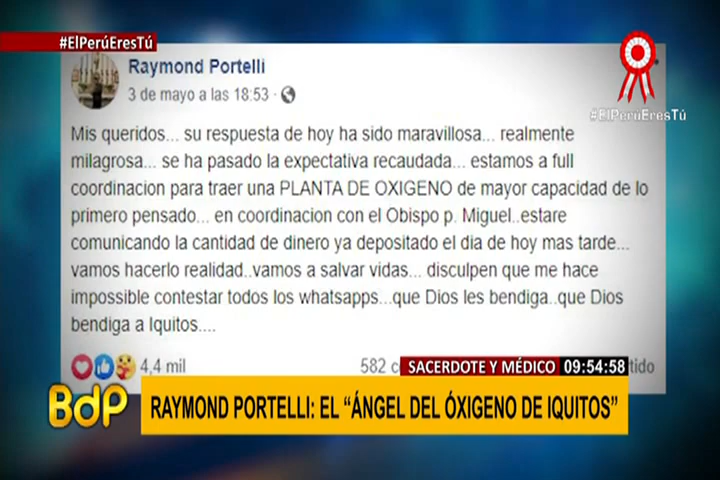 #ElPerúEresTú
#ElPerúEresTú
Raymond Portelli
3 de mayo a las 18:53 ·
Mis queridos... su respuesta de hoy ha sido maravillosa... realmente
milagrosa... se ha pasado la expectativa recaudada... estamos a full
coordinacion para traer una PLANTA DE OXIGENO de mayor capacidad de lo
primero pensado... en coordinacion con el Obispo p. Miguel..estare
comunicando la cantidad de dinero ya depositado el dia de hoy mas tarde...
vamos hacerlo realidad..vamos a salvar vidas... disculpen que me hace
impossible contestar todos los whatsapps...que Dios les bendiga..que Dios
bendiga a Iquitos....
4,4 mil
582 c
tido
SACERDOTE Y MÉDICO
09:54:58
BdP
RAYMOND PORTELLI: EL “ÁNGEL DEL ÓXIGENO DE IQUITOS”